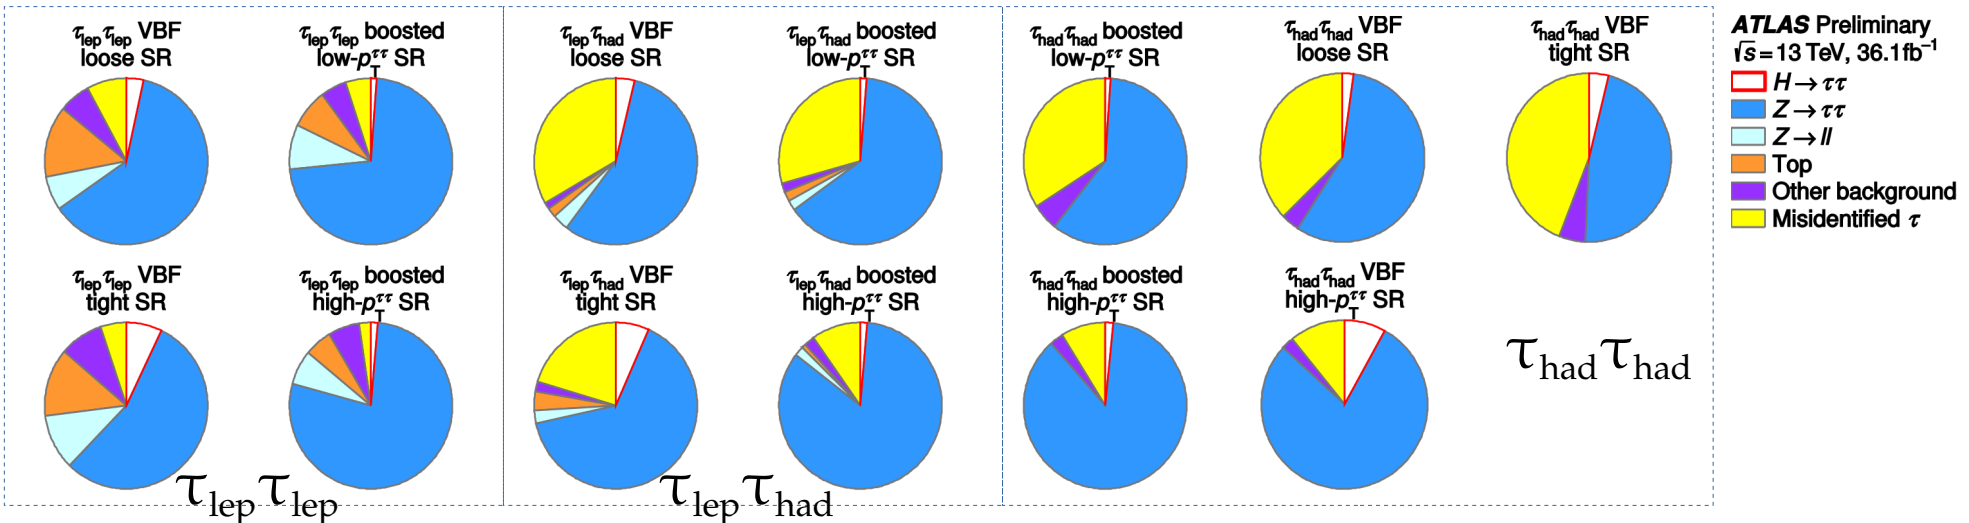 τlepτlep VBF
loose SR
τlepτlep boosted
low-pTττ SR
τlepτhad VBF
loose SR
τlepτhad boosted
low-pTττ SR
τhadτhad boosted
low-pTττ SR
τhadτhad VBF
loose SR
τhadτhad VBF
tight SR
ATLAS Preliminary
√s = 13 TeV, 36.1fb⁻¹
H → ττ
Z → ττ
Z → ll
Top
Other background
Misidentified τ
τlepτlep VBF
tight SR
τlepτlep boosted
high-pTττ SR
τlepτhad VBF
tight SR
τlepτhad boosted
high-pTττ SR
τhadτhad boosted
high-pTττ SR
τhadτhad VBF
high-pTττ SR
τhadτhad
τlepτlep
τlepτhad